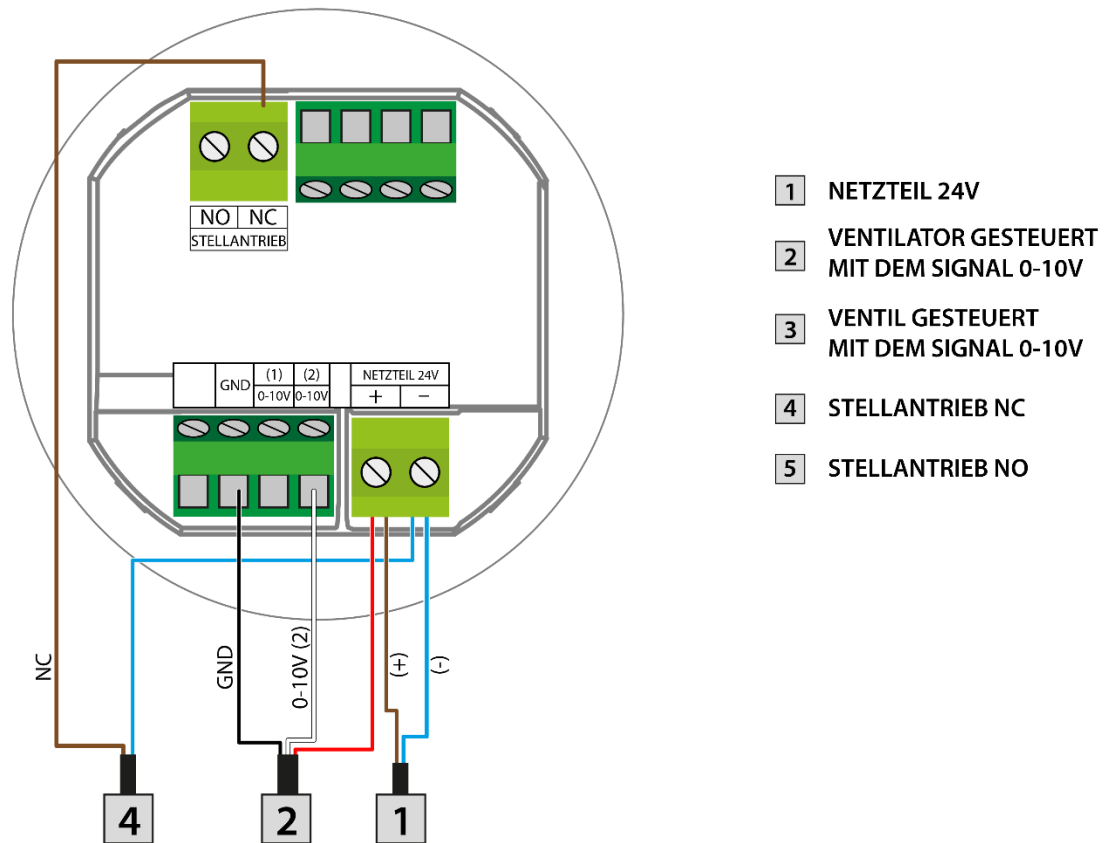 NO NC
STELLANTRIEB
GND (1) (2) NETZTEIL 24V
0-10V 0-10V + −
NC
GND
0-10V (2)
(+)
(-)
4
2
1
1 NETZTEIL 24V
2 VENTILATOR GESTEUERT
MIT DEM SIGNAL 0-10V
3 VENTIL GESTEUERT
MIT DEM SIGNAL 0-10V
4 STELLANTRIEB NC
5 STELLANTRIEB NO